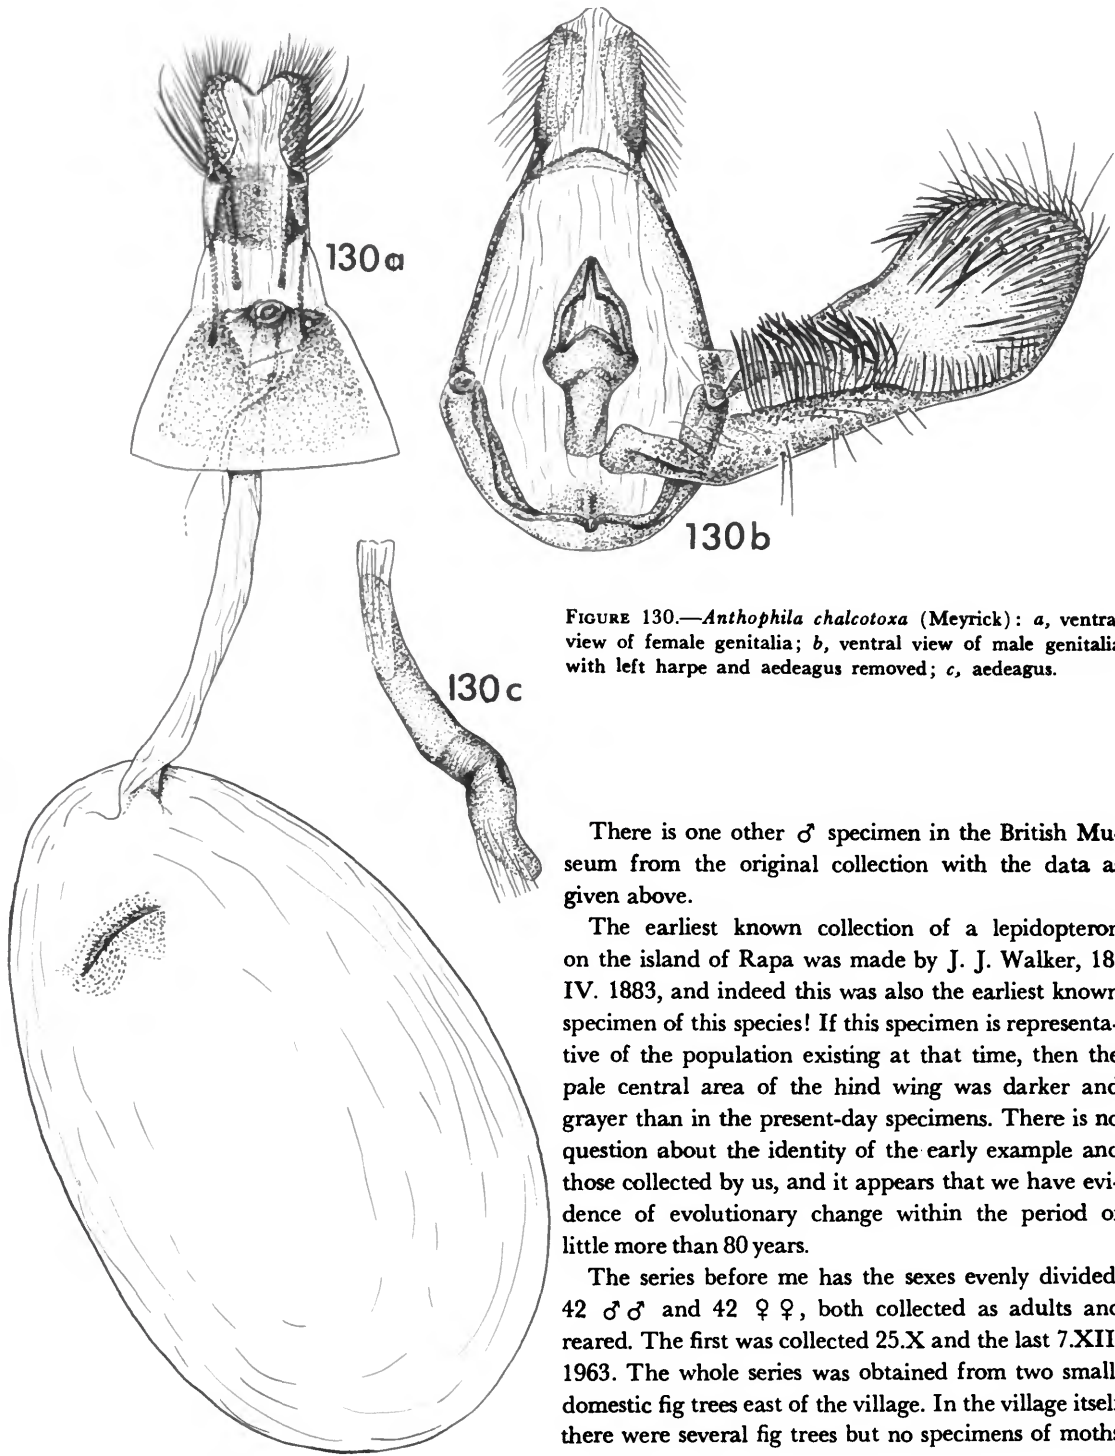 130a
130b
FIGURE 130.—Anthophila chalcotoxa (Meyrick): a, ventra
view of female genitalia; b, ventral view of male genitalia
with left harpe and aedeagus removed; c, aedeagus.
130c
There is one other ♂ specimen in the British Mu-
seum from the original collection with the data a
given above.
The earliest known collection of a lepidopteron
on the island of Rapa was made by J. J. Walker, 18.
IV. 1883, and indeed this was also the earliest known
specimen of this species! If this specimen is representa-
tive of the population existing at that time, then the
pale central area of the hind wing was darker and
grayer than in the present-day specimens. There is no
question about the identity of the early example and
those collected by us, and it appears that we have evi-
dence of evolutionary change within the period o
little more than 80 years.
The series before me has the sexes evenly divided
42 ♂♂ and 42 ♀♀, both collected as adults and
reared. The first was collected 25.X and the last 7.XII
1963. The whole series was obtained from two small
domestic fig trees east of the village. In the village itsel
there were several fig trees but no specimens of moth